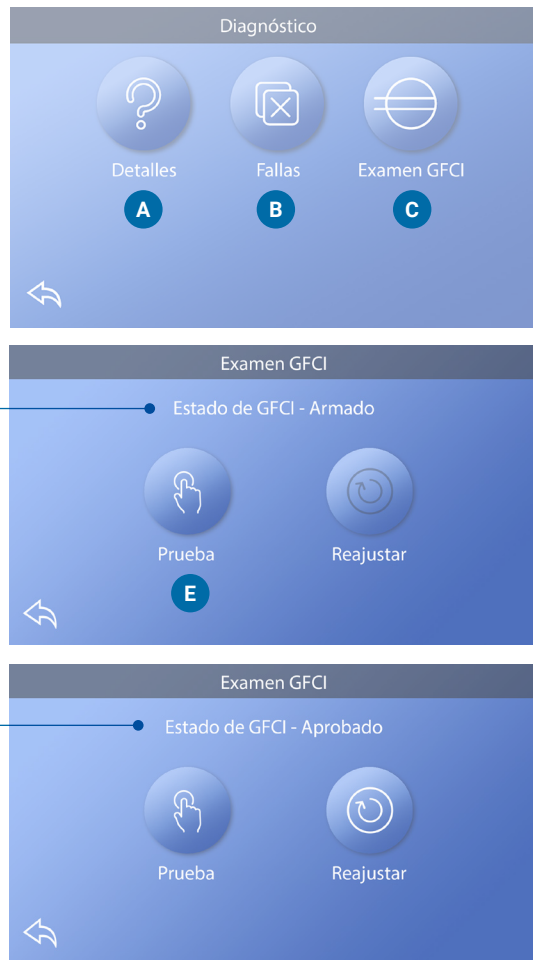 Diagnóstico
Detalles Fallas Examen GFCI
A B C
Examen GFCI
Estado de GFCI - Armado
Prueba Reajustar
E
Examen GFCI
Estado de GFCI - Aprobado
Prueba Reajustar